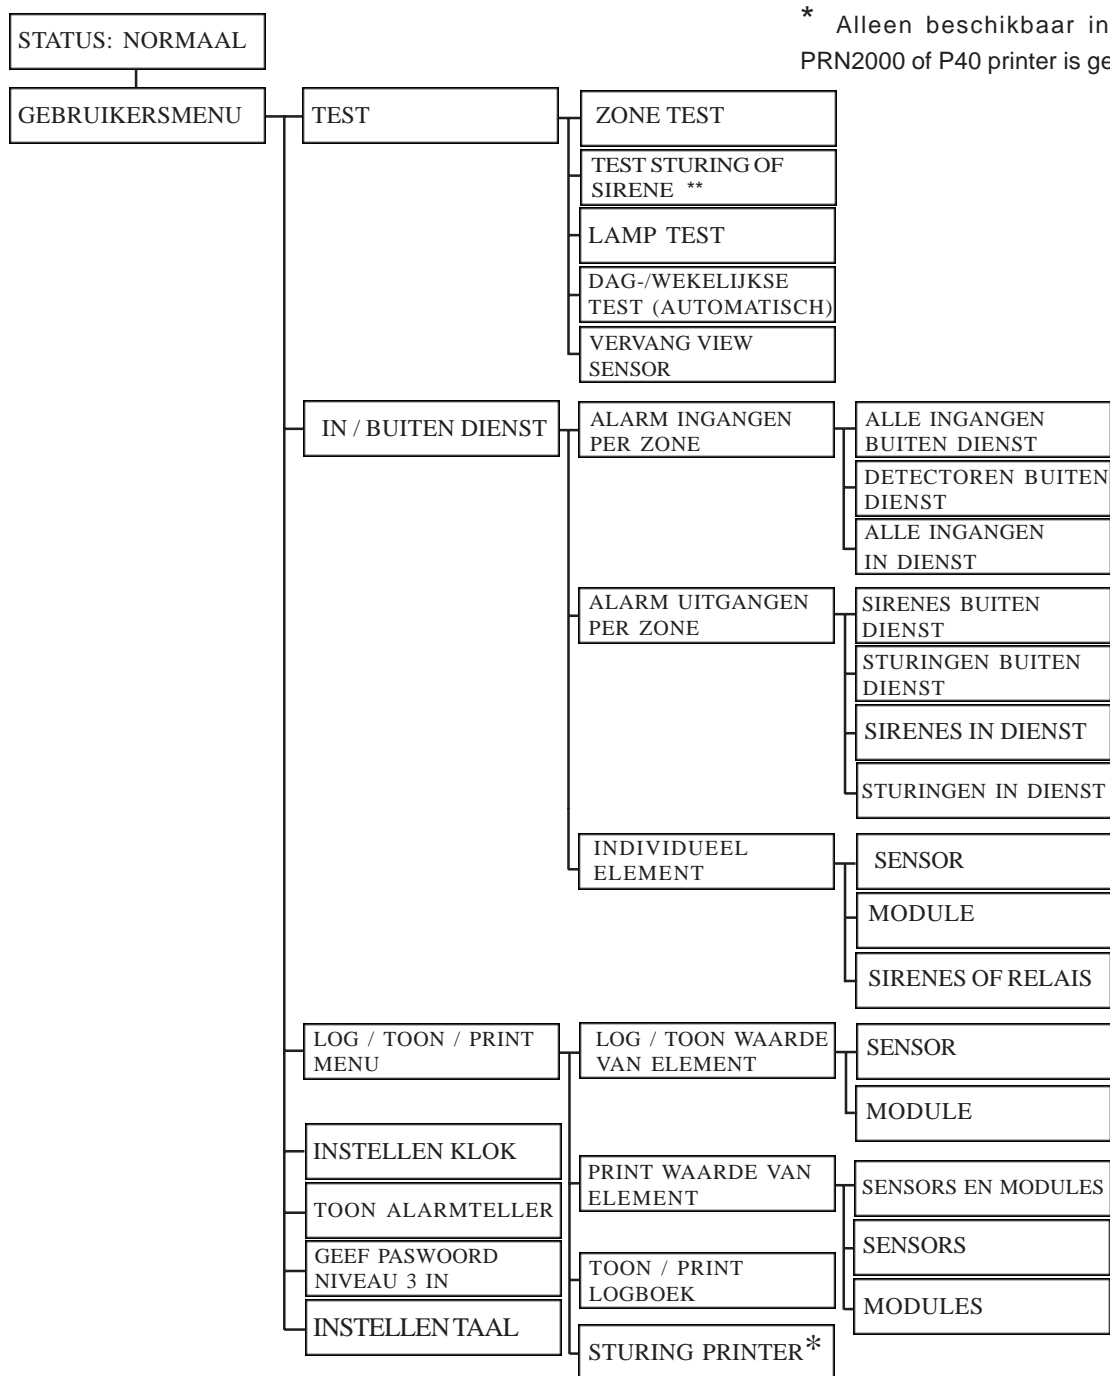 * Alleen beschikbaar in
PRN2000 of P40 printer is
STATUS: NORMAAL
GEBRUIKERSMENU
TEST
ZONE TEST
TEST STURING OF
SIRENE **
LAMP TEST
DAG-/WEKELIJKSE
TEST (AUTOMATISCH)
VERVANG VIEW
SENSOR
IN / BUITEN DIENST
ALARM INGANGEN
PER ZONE
ALLE INGANGEN
BUITEN DIENST
DETECTOREN BUITEN
DIENST
ALLE INGANGEN
IN DIENST
ALARM UITGANGEN
PER ZONE
SIRENES BUITEN
DIENST
STURINGEN BUITEN
DIENST
SIRENES IN DIENST
STURINGEN IN DIENST
INDIVIDUEEL
ELEMENT
SENSOR
MODULE
SIRENES OF RELAIS
LOG / TOON / PRINT
MENU
LOG / TOON WAARDE
VAN ELEMENT
SENSOR
MODULE
PRINT WAARDE VAN
ELEMENT
SENSORS EN MODULES
SENSORS
MODULES
TOON / PRINT
LOGBOEK
STURING PRINTER*
INSTELLEN KLOK
TOON ALARMTELLER
GEEF PASWOORD
NIVEAU 3 IN
INSTELLEN TAAL